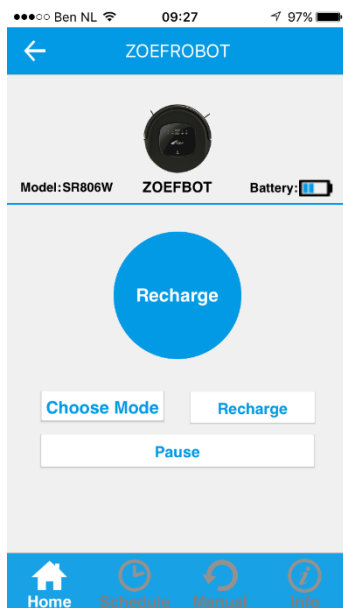 Ben NL 09:27 97%
ZOEFROBOT
Model:SR806W ZOEFBOT Battery:
Recharge
Choose Mode Recharge
Pause
Home Schedule Manual Info